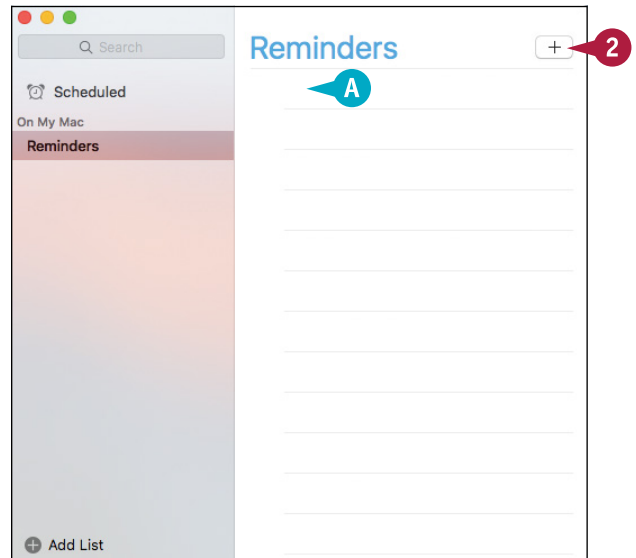 Search
Reminders
+
2
Scheduled
A
On My Mac
Reminders
Add List